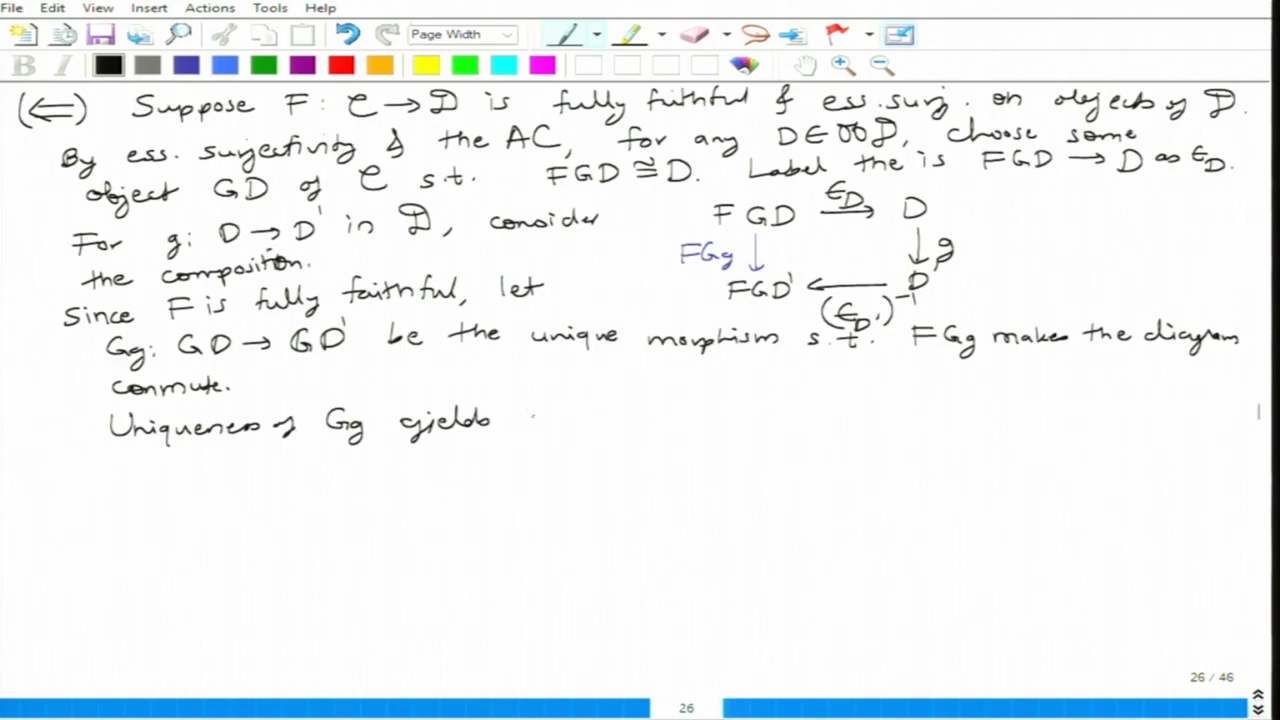 File Edit View Insert Actions Tools Help
Page Width
(⇐) Suppose F: C → D is fully faithful & ess. surj. on objects of D.
By ess. surjectivity & the AC, for any D ∈ Ob D, choose some
object GD of C s.t. FGD ≅ D. Label the is FGD → D as ϵ_D.
For g: D → D' in D, consider
the composition.
FGD —ϵ_D→ D
FGg ↓ ↓ g
FGD' ← D'
(ϵ_D')⁻¹
Since F is fully faithful, let
Gg: GD → GD' be the unique morphism s.t. FGg makes the diagram
commute.
Uniqueness of Gg yields
26 / 46
26